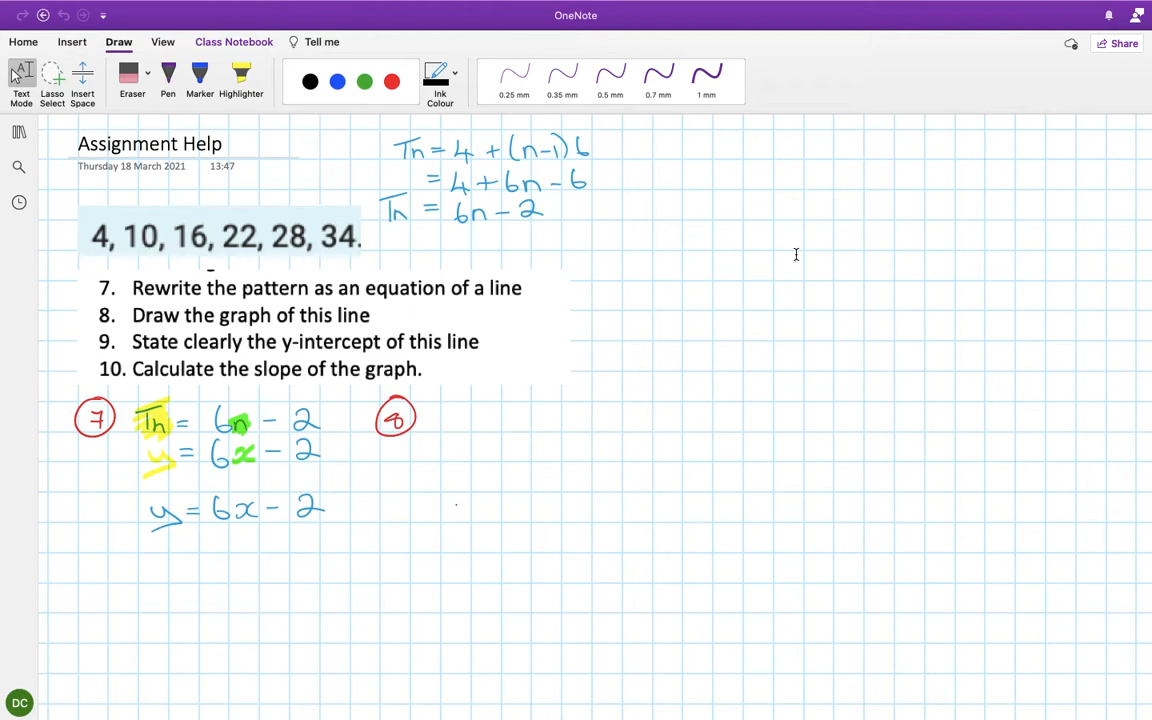 OneNote
Home Insert Draw View Class Notebook Tell me
Share
Text Mode
Lasso Select
Insert Space
Eraser
Pen
Marker
Highlighter
Ink Colour
0.25 mm 0.35 mm 0.5 mm 0.7 mm 1 mm
Assignment Help
Thursday 18 March 2021 13:47
Tn = 4 + (n-1)6
= 4 + 6n - 6
Tn = 6n - 2
4, 10, 16, 22, 28, 34.
7. Rewrite the pattern as an equation of a line
8. Draw the graph of this line
9. State clearly the y-intercept of this line
10. Calculate the slope of the graph.
7 Tn = 6n - 2
y = 6x - 2
y = 6x - 2
8
DC